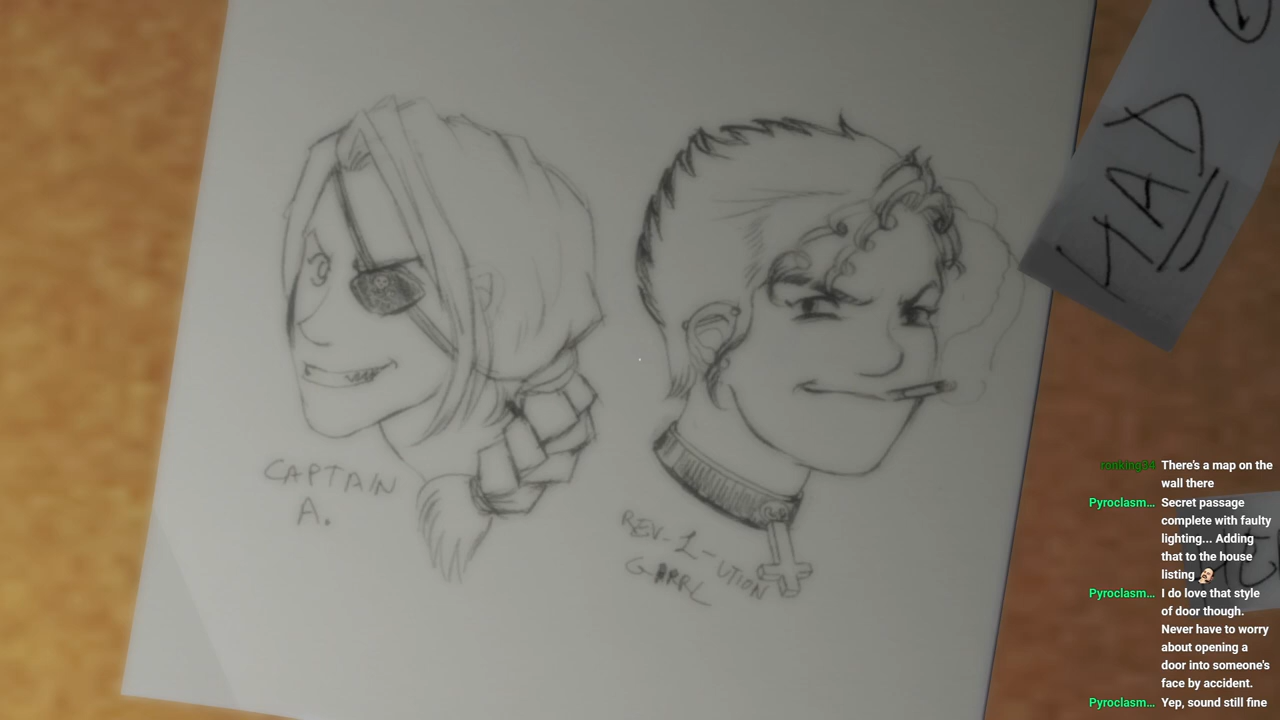 MAD
CAPTAIN
A.
REV-L-UTION
GRRRL
ronking84 There's a map on the
wall there
Pyroclasm... Secret passage
complete with faulty
lighting... Adding
that to the house
listing
Pyroclasm... I do love that style
of door though.
Never have to worry
about opening a
door into someone's
face by accident.
Pyroclasm... Yep, sound still fine